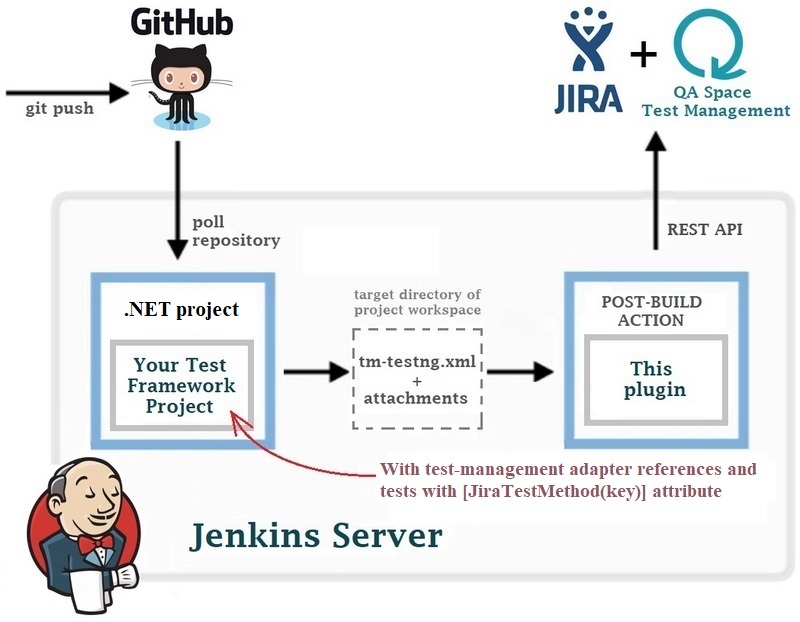 GitHub
git push
JIRA
+
QA Space
Test Management
poll
repository
REST API
.NET project
Your Test
Framework
Project
target directory of
project workspace
tm-testng.xml
+
attachments
POST-BUILD
ACTION
This
plugin
With test-management adapter references and
tests with [JiraTestMethod(key)] attribute
Jenkins Server